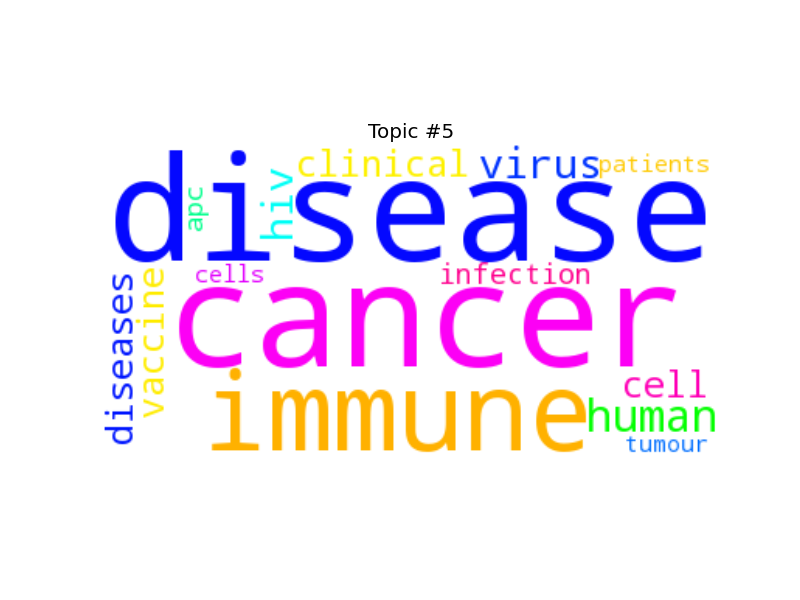 Topic #5
clinical virus patients
disease
apc
hiv
cells infection
cancer
diseases
vaccine
immune
cell
human
tumour